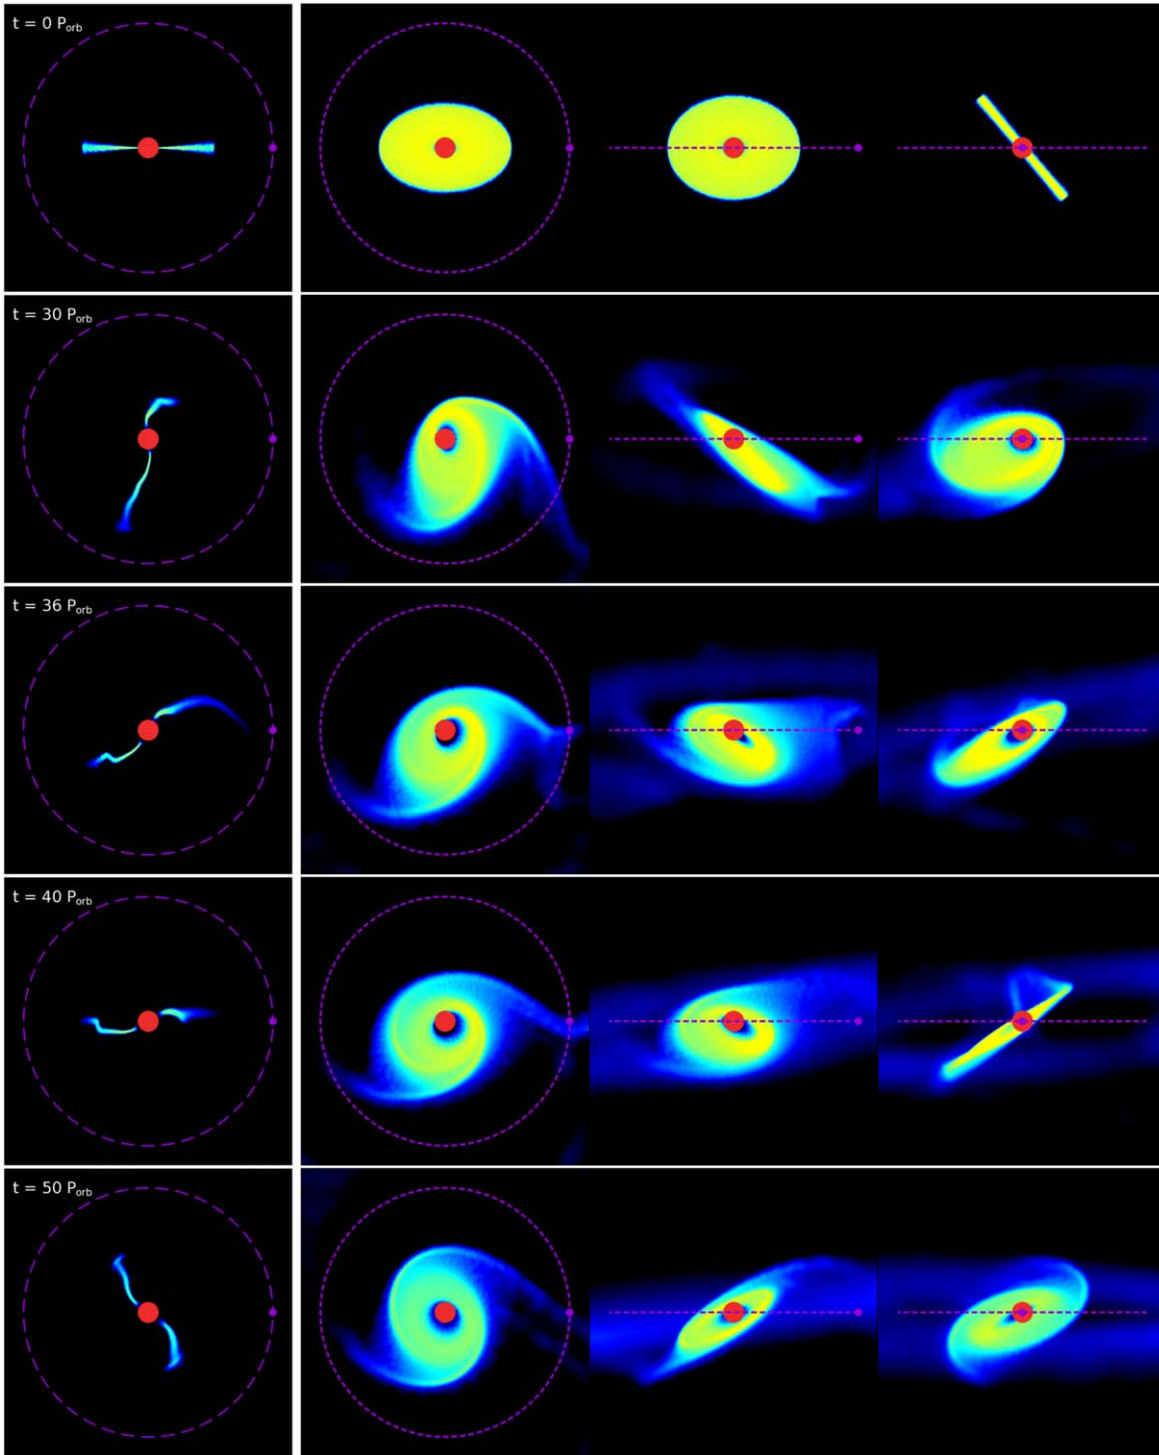 t = 0 P_orb
t = 30 P_orb
t = 36 P_orb
t = 40 P_orb
t = 50 P_orb